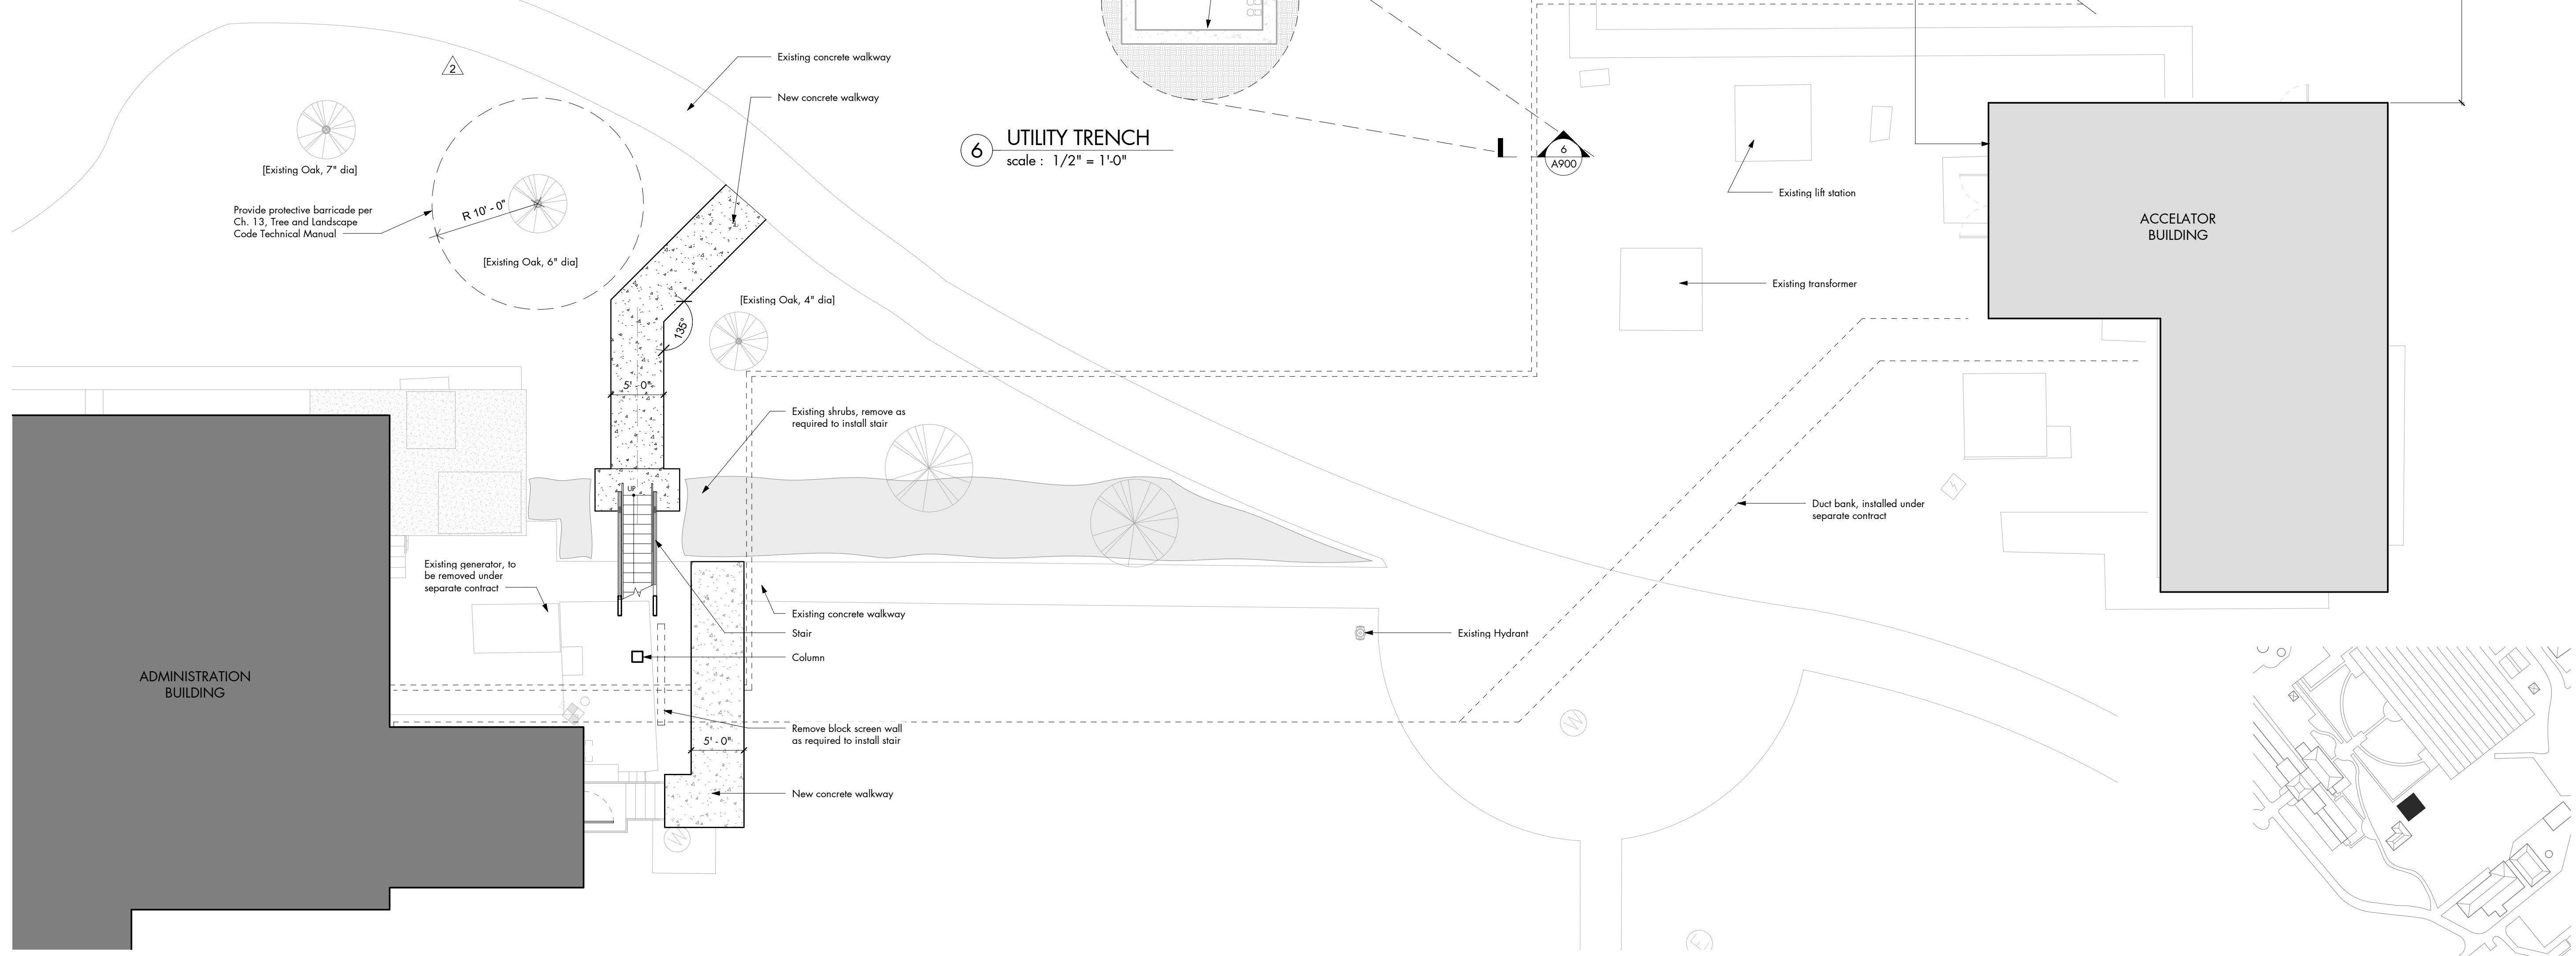 2
Existing concrete walkway
New concrete walkway
6
UTILITY TRENCH
scale : 1/2" = 1'-0"
6
A900
[Existing Oak, 7" dia]
Provide protective barricade per
Ch. 13, Tree and Landscape
Code Technical Manual
R 10' - 0"
[Existing Oak, 6" dia]
[Existing Oak, 4" dia]
135°
5' - 0"
Existing lift station
Existing transformer
ACCELATOR
BUILDING
Existing shrubs, remove as
required to install stair
UP
Duct bank, installed under
separate contract
Existing generator, to
be removed under
separate contract
Existing concrete walkway
Stair
Column
Existing Hydrant
ADMINISTRATION
BUILDING
Remove block screen wall
as required to install stair
5' - 0"
New concrete walkway
W
W
E